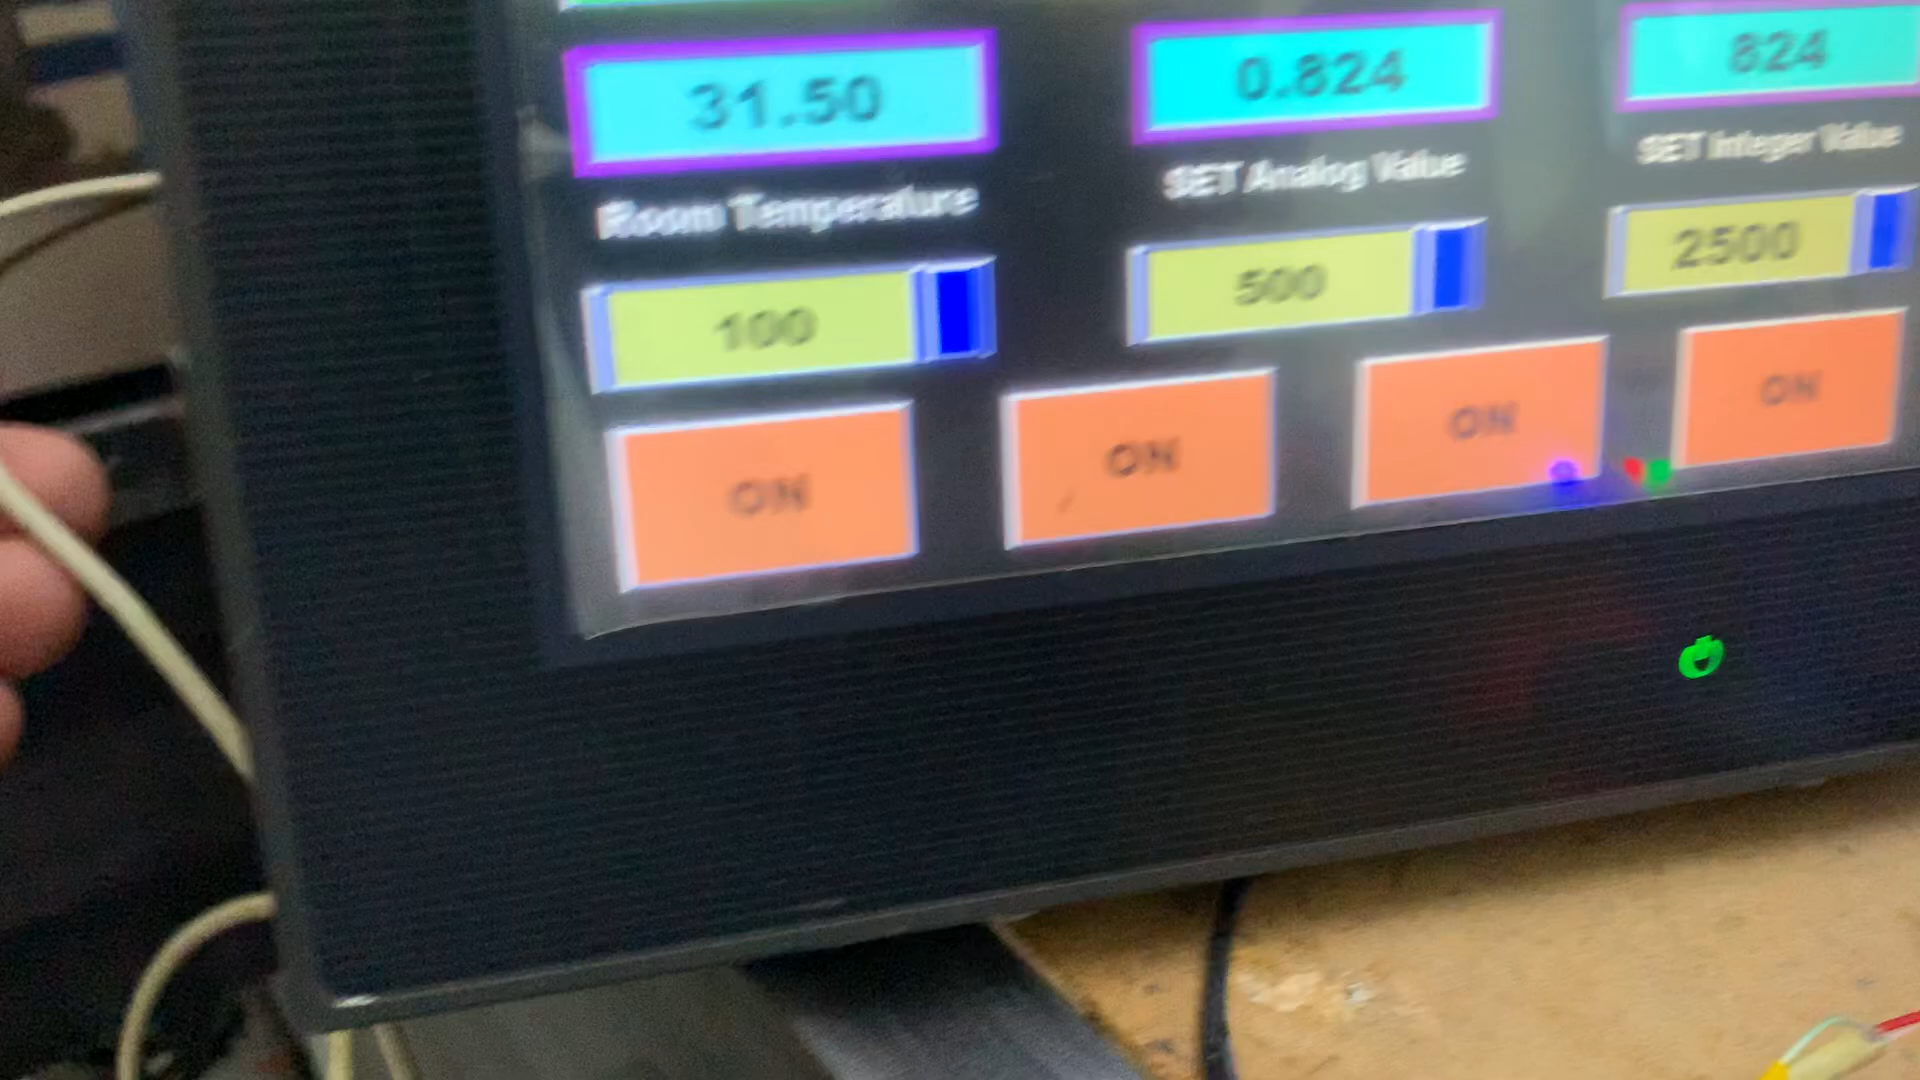 31.50 0.824 824
Room Temperature SET Analog Value SET Integer Value
100 500 2500
ON ON ON ON